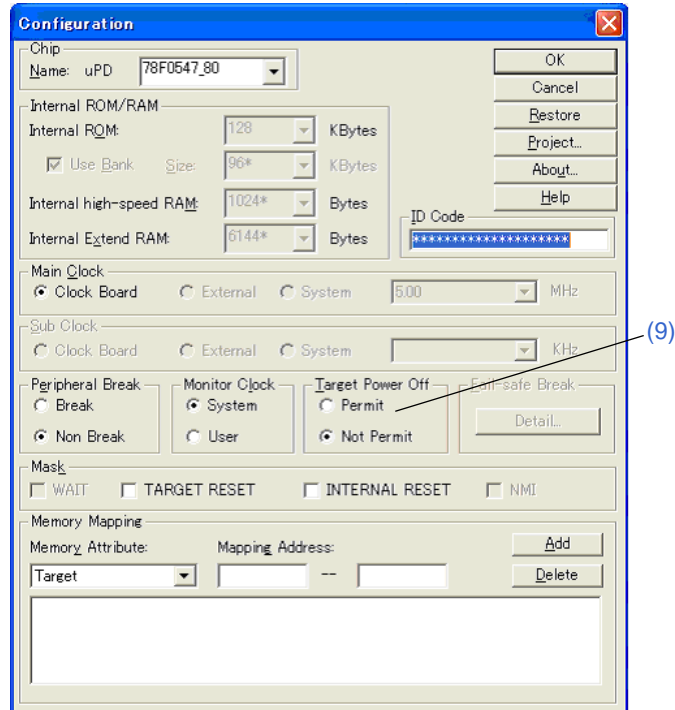 Configuration
Chip
Name: uPD 78F0547_80
OK
Cancel
Restore
Project...
About...
Help
Internal ROM/RAM
Internal ROM: 128 KBytes
Use Bank Size: 96* KBytes
Internal high-speed RAM: 1024* Bytes
Internal Extend RAM: 6144* Bytes
ID Code
********************
Main Clock
Clock Board External System 5.00 MHz
Sub Clock
Clock Board External System KHz
(9)
Peripheral Break Monitor Clock Target Power Off Fail-safe Break
Break System Permit Detail...
Non Break User Not Permit
Mask
WAIT TARGET RESET INTERNAL RESET NMI
Memory Mapping
Memory Attribute: Mapping Address: Add
Target -- Delete